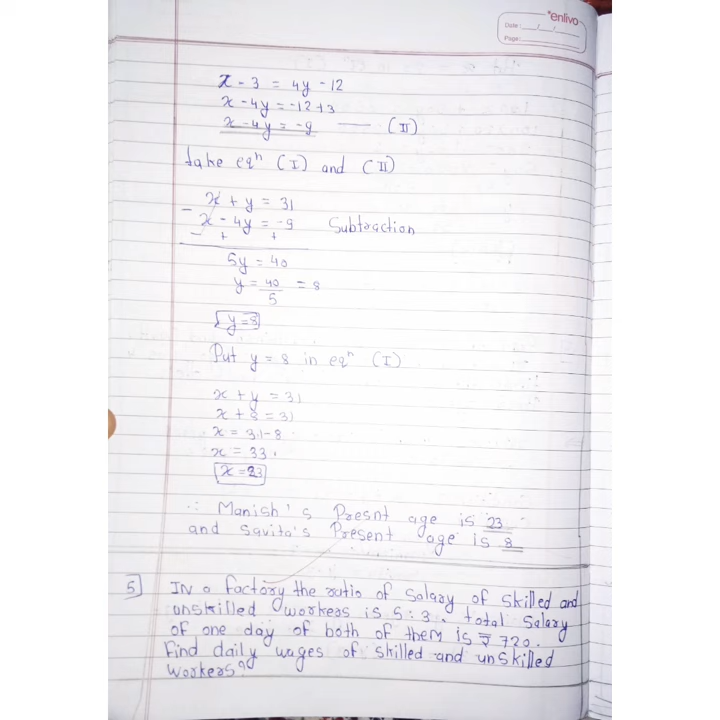 enlivo
Date: __/__/__
Page: ______
x - 3 = 4y - 12
x - 4y = -12 + 3
x - 4y = -9 —— (II)
take eqⁿ (I) and (II)
x + y = 31
- x - 4y = -9 Subtraction
- + +
5y = 40
y = 40/5 = 8
y = 8
Put y = 8 in eqⁿ (I)
x + y = 31
x + 8 = 31
x = 31 - 8
x = 33
x = 23
∴ Manish's Presnt age is 23
and Savita's Present age is 8
5] IN a factory the ratio of salary of skilled and
unskilled workers is 5:3. total salary
of one day of both of them is ₹ 720.
Find daily wages of skilled and unskilled
workers?